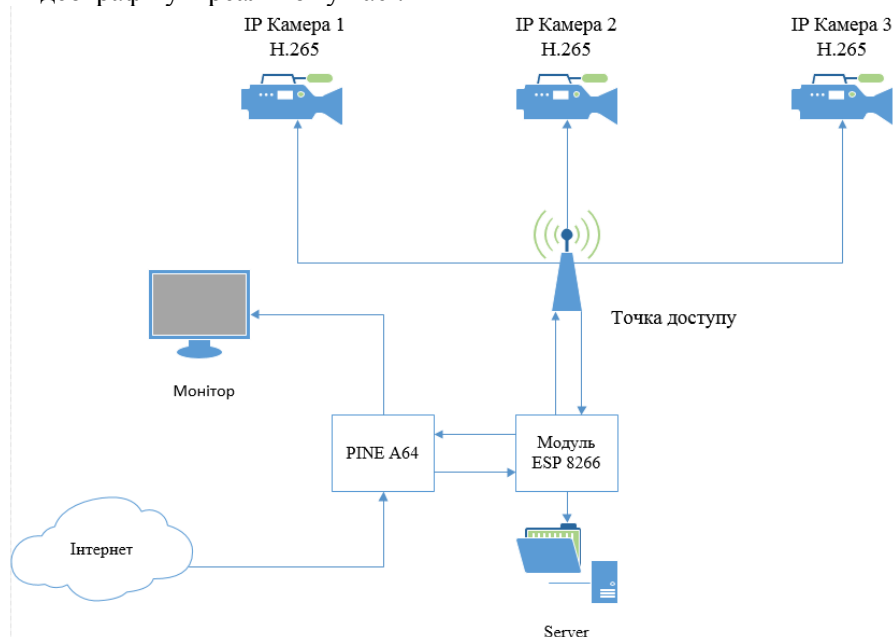 IP Камера 1
H.265
IP Камера 2
H.265
IP Камера 3
H.265
Точка доступу
Монітор
PINE A64
Модуль
ESP 8266
Інтернет
Server